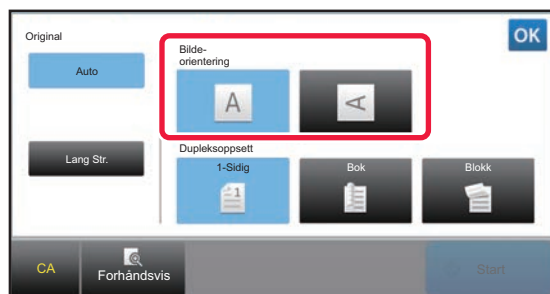 Original
OK
Bilde-
orientering
Auto
A
A
Dupleksoppsett
Lang Str.
1-Sidig
Bok
Blokk
1
CA
Forhåndsvis
Start